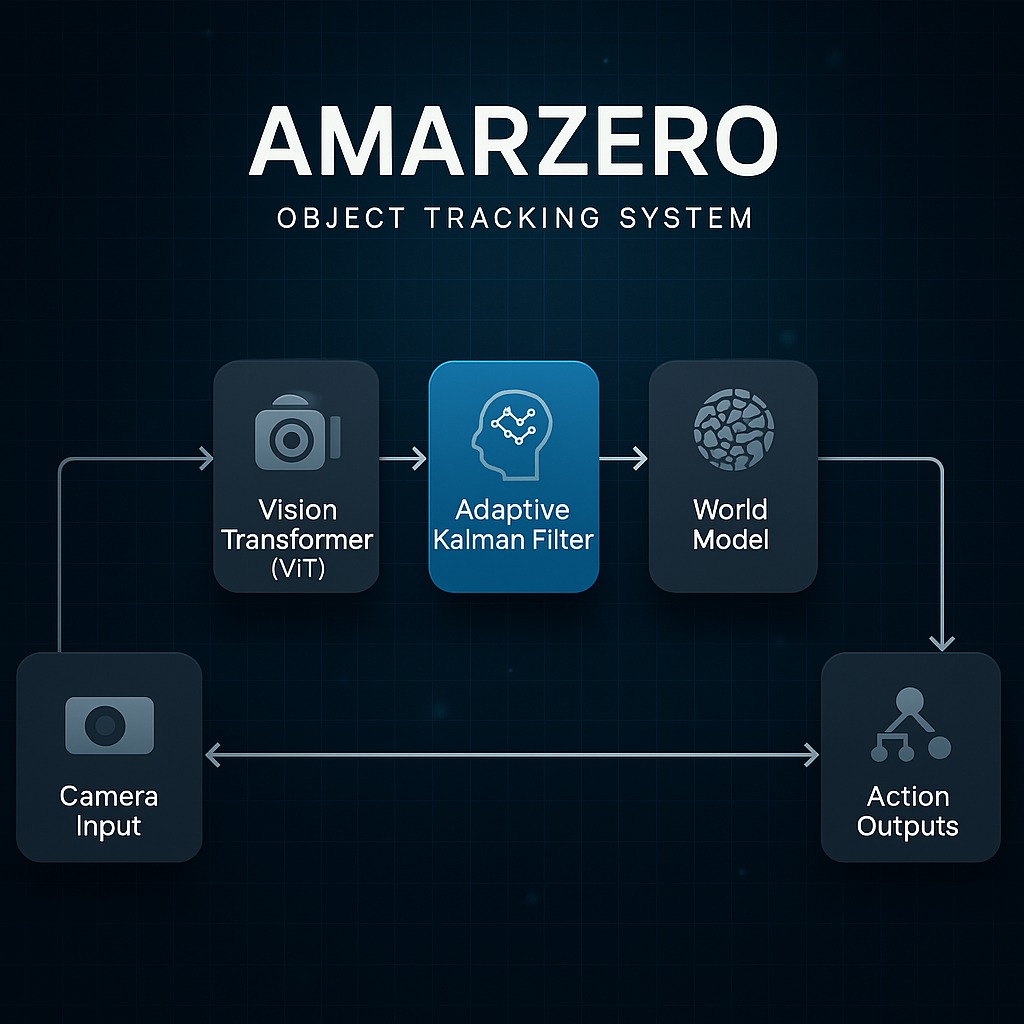 AMARZERO
OBJECT TRACKING SYSTEM
Vision
Transformer
(ViT)
Adaptive
Kalman Filter
World
Model
Camera
Input
Action
Outputs